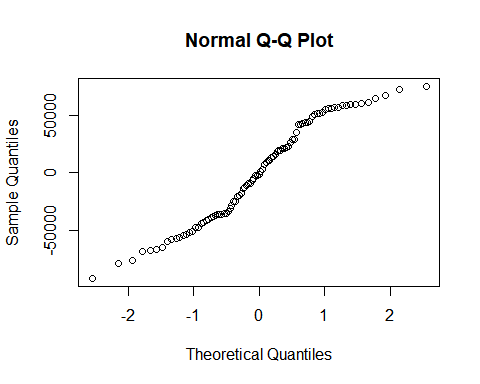 Normal Q-Q Plot
Sample Quantiles
50000
0
-50000
-2 -1 0 1 2
Theoretical Quantiles